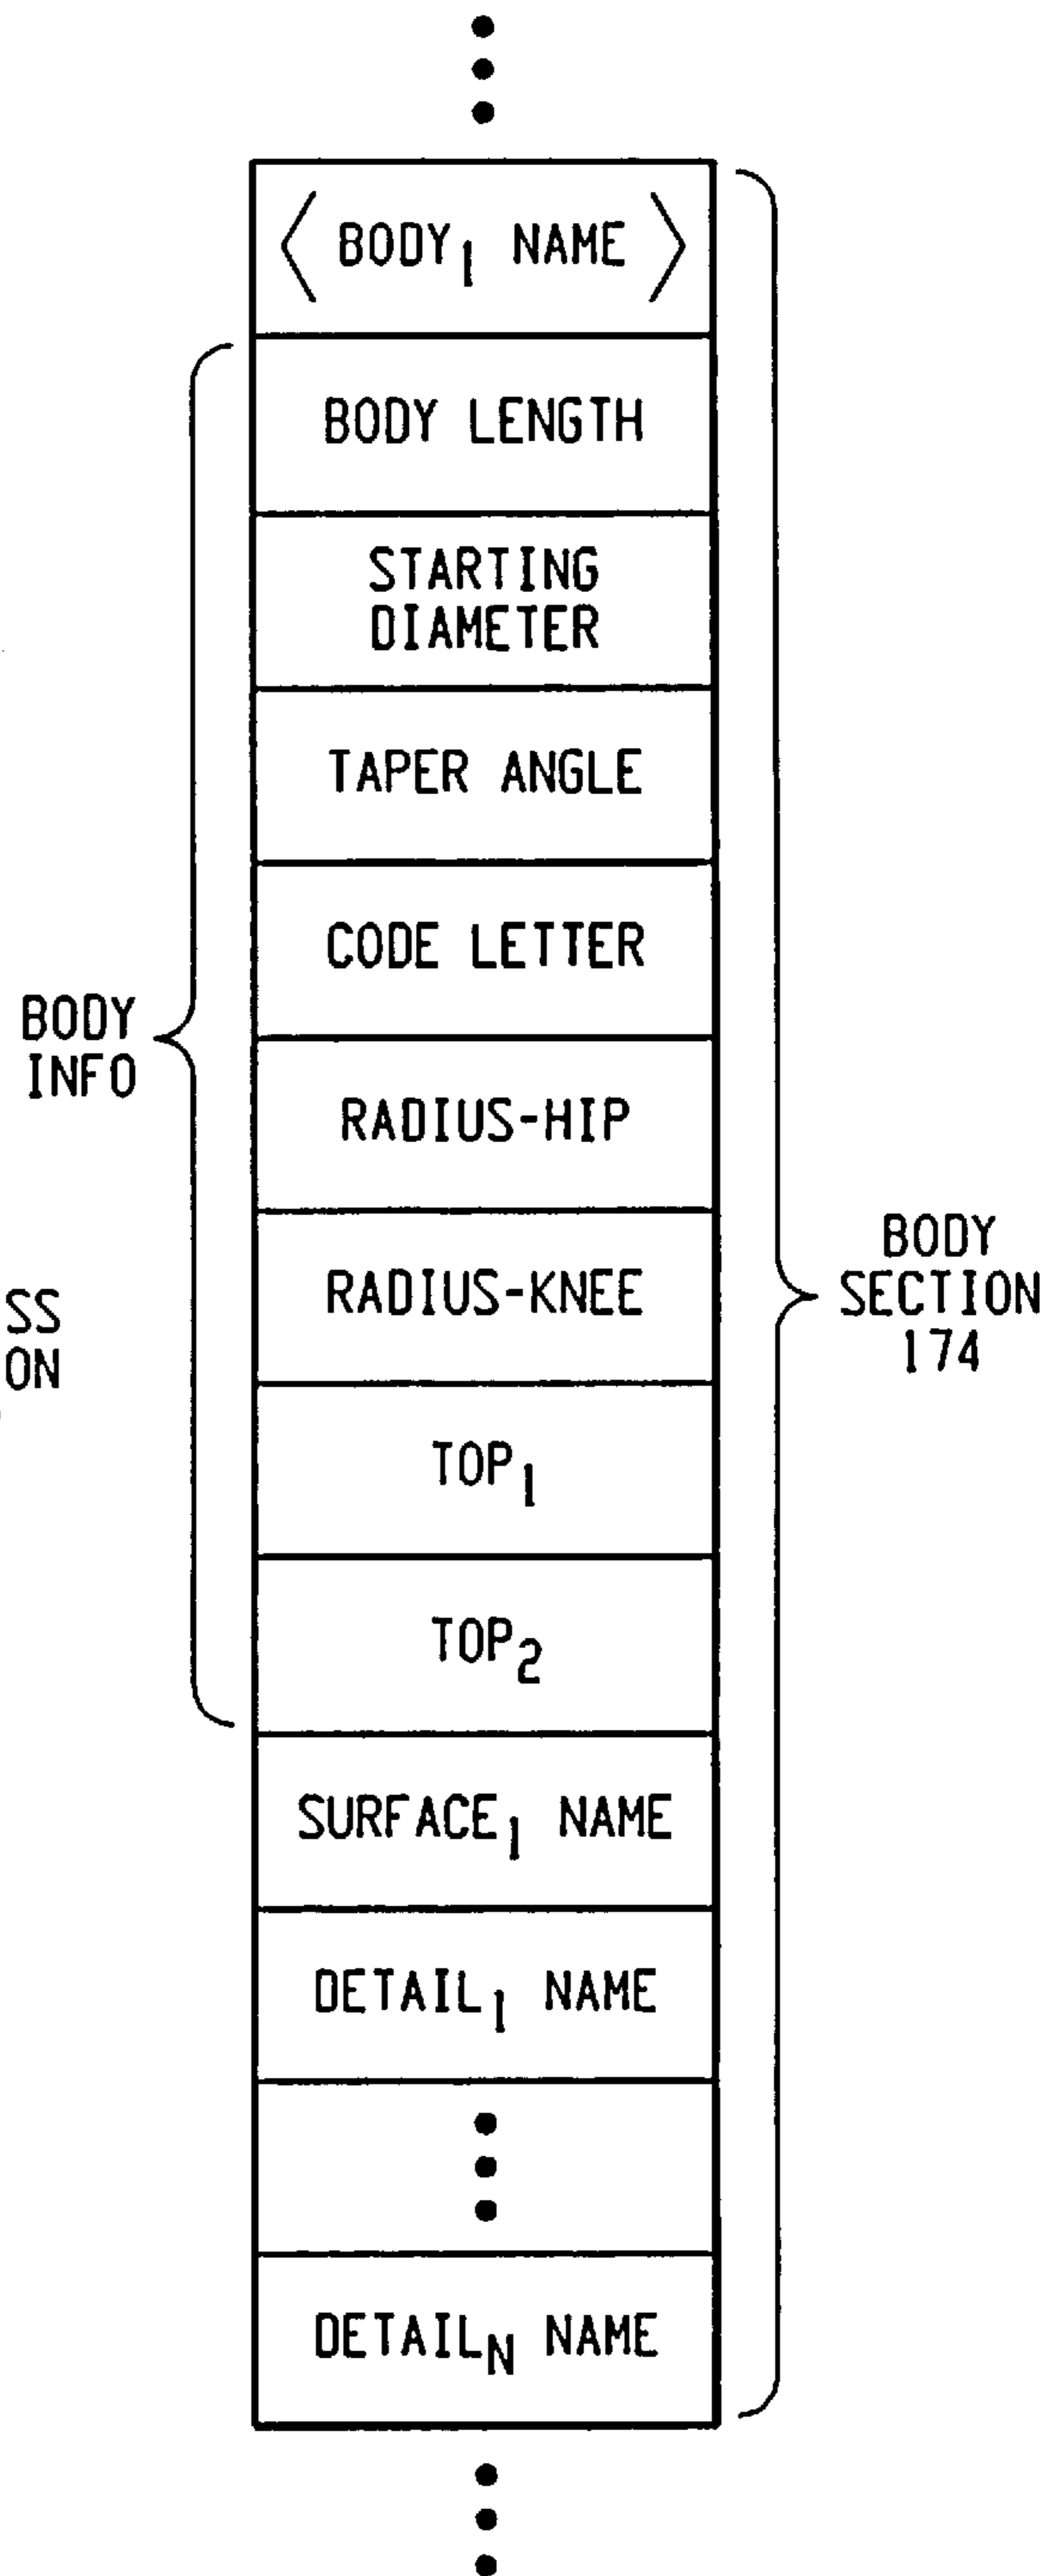 〈 BODY₁ NAME 〉
BODY LENGTH
STARTING
DIAMETER
TAPER ANGLE
CODE LETTER
RADIUS-HIP
RADIUS-KNEE
TOP₁
TOP₂
SURFACE₁ NAME
DETAIL₁ NAME
DETAIL_N NAME
BODY
INFO
SS
ON
BODY
SECTION
174